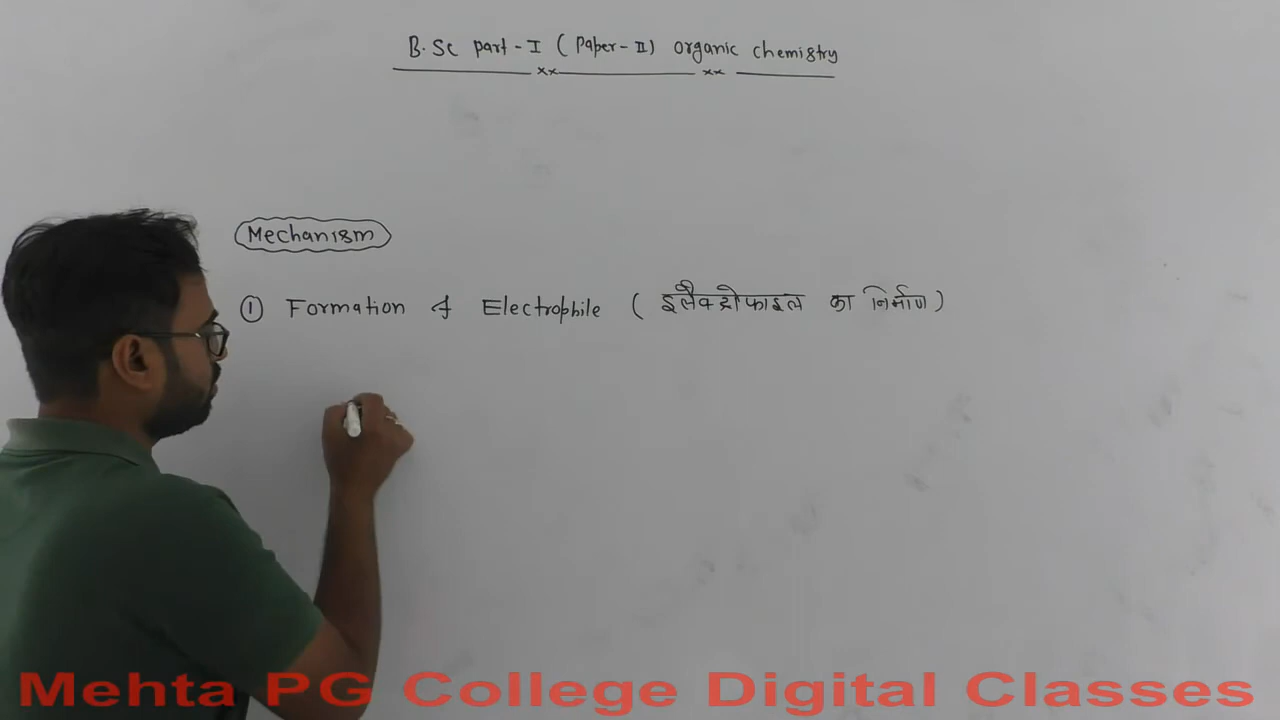 B.Sc part-I (Paper-II) organic chemistry
Mechanism
① Formation of Electrophile (इलैक्ट्रोफाइल का निर्माण)
Mehta PG College Digital Classes